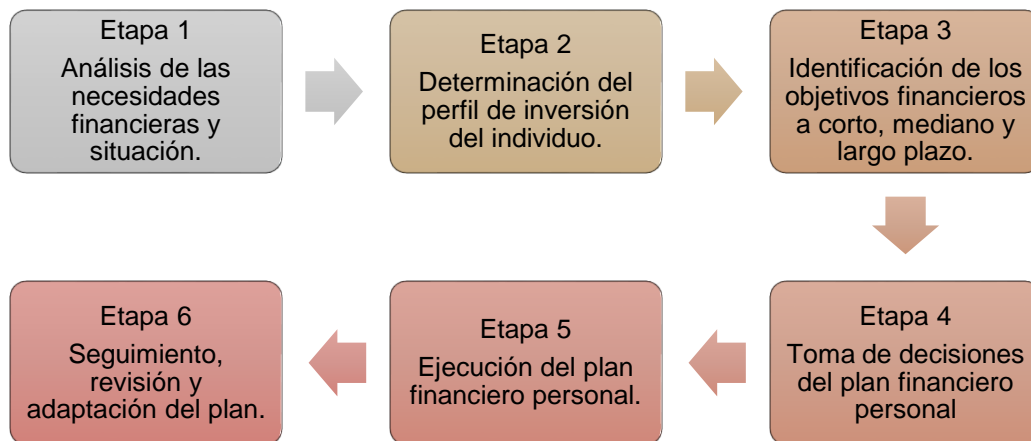 Etapa 1
Análisis de las
necesidades
financieras y
situación.
Etapa 2
Determinación del
perfil de inversión
del individuo.
Etapa 3
Identificación de los
objetivos financieros
a corto, mediano y
largo plazo.
Etapa 4
Toma de decisiones
del plan financiero
personal
Etapa 5
Ejecución del plan
financiero personal.
Etapa 6
Seguimiento,
revisión y
adaptación del plan.